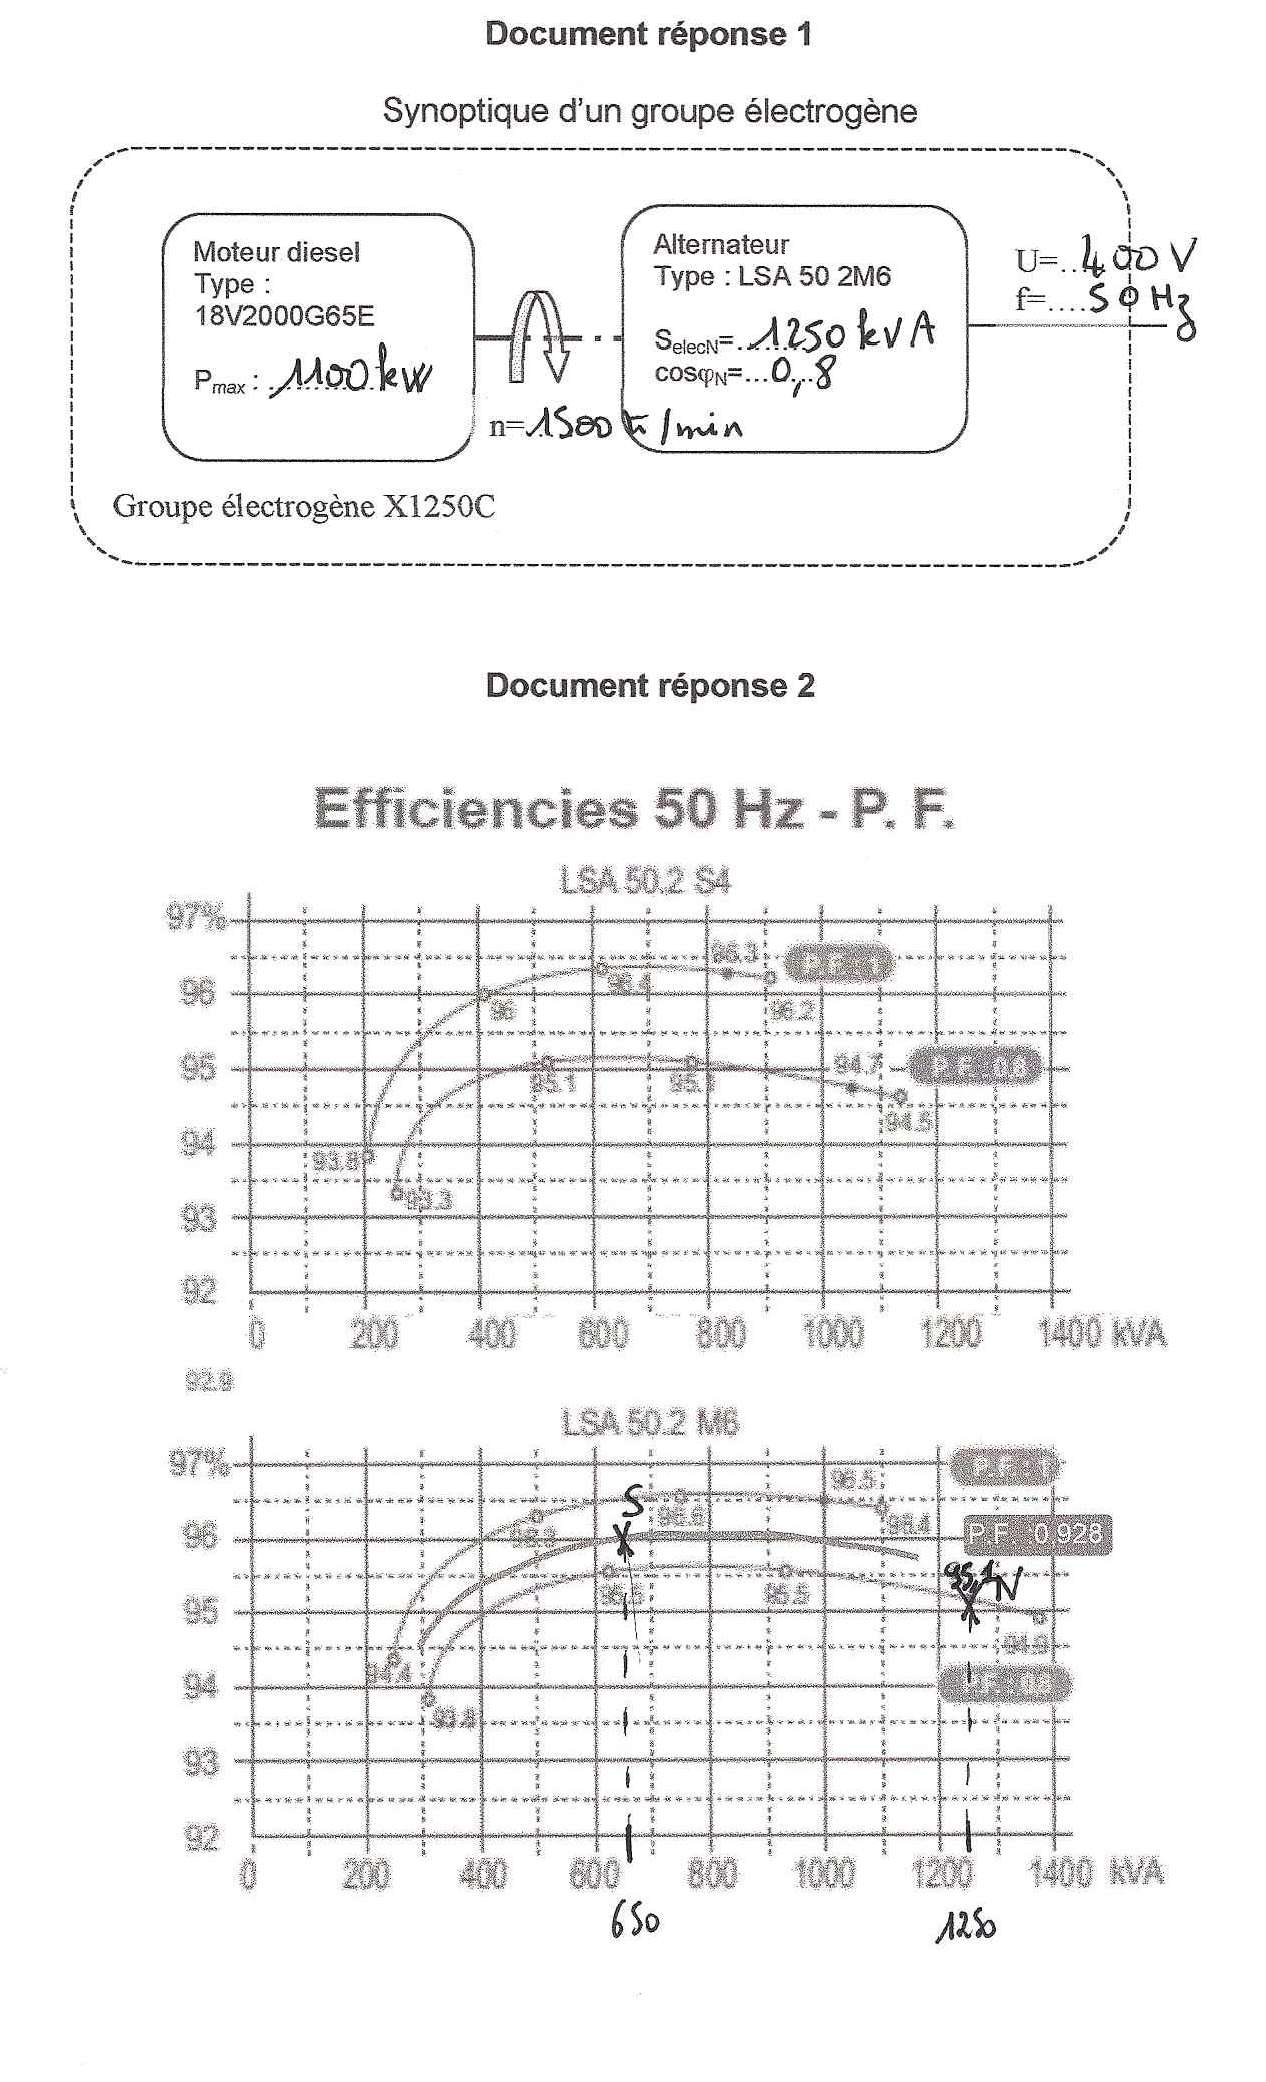 Document réponse 1
Synoptique d'un groupe électrogène
Moteur diesel
Type :
18V2000G65E
Pmax : 1100 kW
n= 1500 tr/min
Alternateur
Type : LSA 50 2M6
SelecN= 1250 kVA
cosφN= 0,8
U= 400 V
f= 50 Hz
Groupe électrogène X1250C
Document réponse 2
Efficiencies 50 Hz - P. F.
LSA 50.2 S4
97%
96
95
94
93
92
96
96.4
96.3
96.2
P.F. 1
93.8
93.3
95.1
95.1
94.7
94.5
0 200 400 600 800 1000 1200 1400 kVA
92.9
LSA 50.2 M6
97%
96
95
94
93
92
94.4
96.3
96.6
96.5
96.4
P.F. 1
P.F. : 0.928
S
95,1 N
93.8
95.5
95.5
94.9
0 200 400 600 800 1000 1200 1400 kVA
650
1250